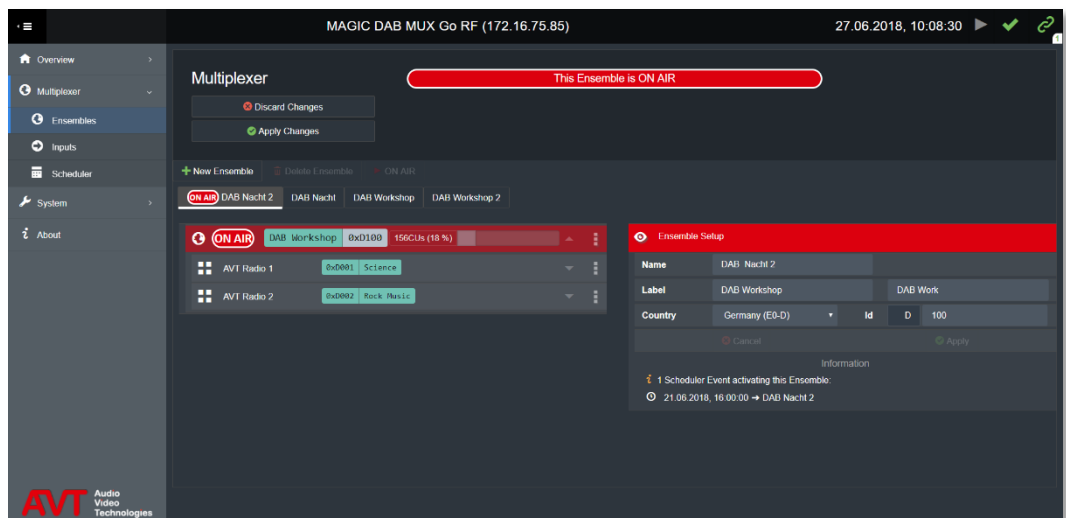 MAGIC DAB MUX Go RF (172.16.75.85)
27.06.2018, 10:08:30
1
Overview
Multiplexer
Ensembles
Inputs
Scheduler
System
About
Multiplexer
This Ensemble is ON AIR
Discard Changes
Apply Changes
New Ensemble Delete Ensemble ON AIR
ON AIR DAB Nacht 2 DAB Nacht DAB Workshop DAB Workshop 2
ON AIR DAB Workshop 0xD100 156CUs (18 %)
AVT Radio 1 0xD001 Science
AVT Radio 2 0xD002 Rock Music
Ensemble Setup
Name DAB Nacht 2
Label DAB Workshop DAB Work
Country Germany (E0-D) Id D 100
Cancel Apply
Information
1 Scheduler Event activating this Ensemble:
21.06.2018, 16:00:00 ➔ DAB Nacht 2
AVT Audio
Video
Technologies